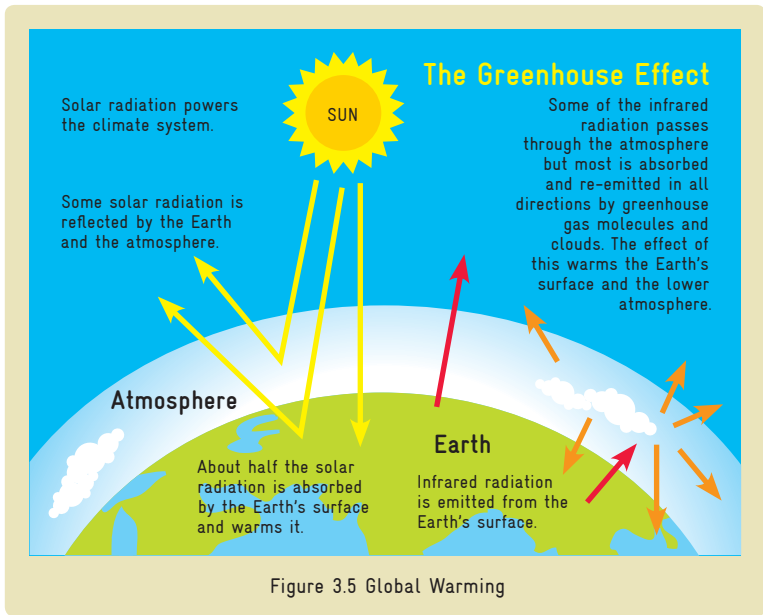 The Greenhouse Effect
Solar radiation powers
the climate system.
SUN
Some of the infrared
radiation passes
through the atmosphere
but most is absorbed
and re-emitted in all
directions by greenhouse
gas molecules and
clouds. The effect of
this warms the Earth's
surface and the lower
atmosphere.
Some solar radiation is
reflected by the Earth
and the atmosphere.
Atmosphere
Earth
About half the solar
radiation is absorbed
by the Earth's surface
and warms it.
Infrared radiation
is emitted from the
Earth's surface.
Figure 3.5 Global Warming